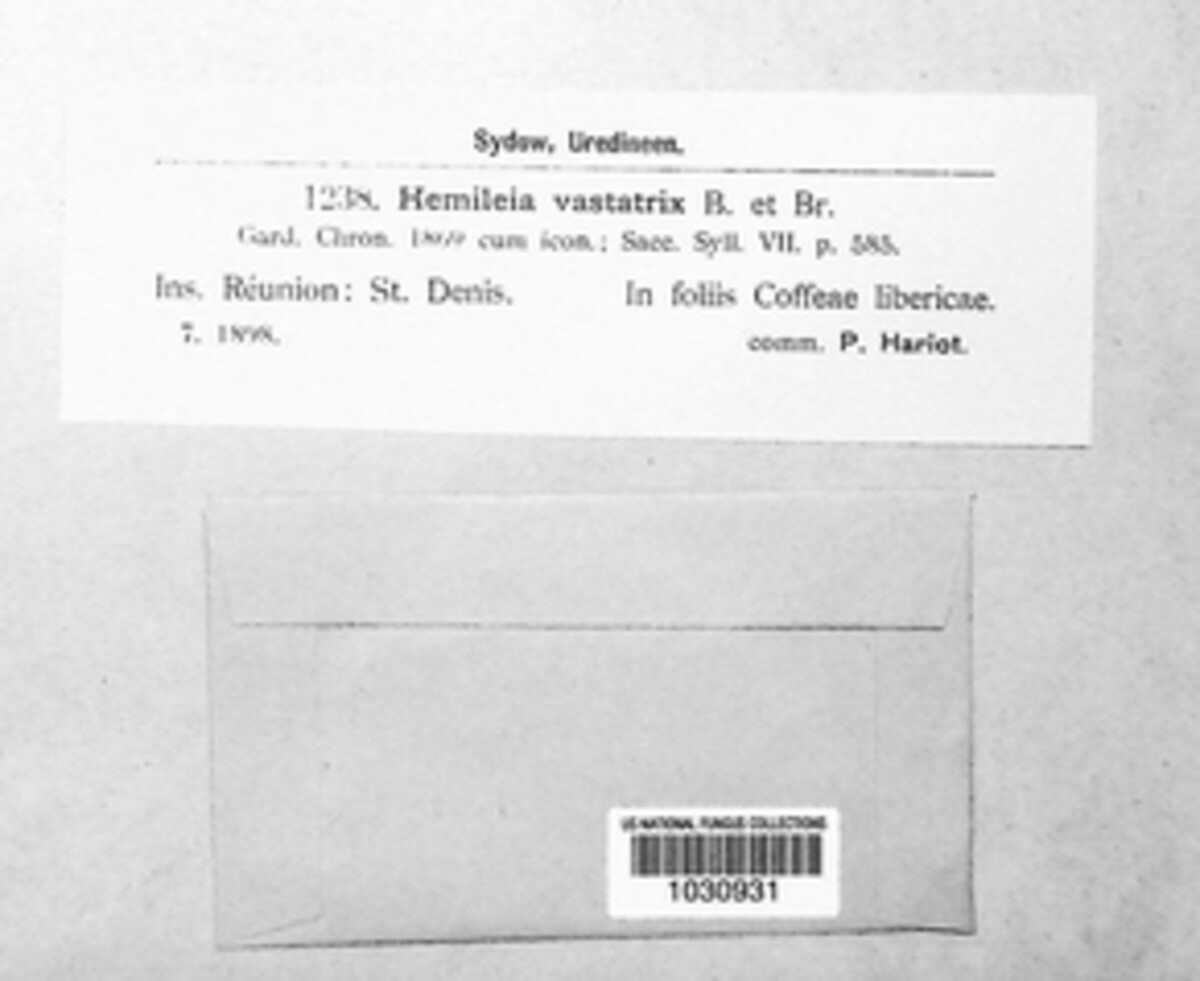 Sydow, Uredineen.
1238. Hemileia vastatrix B. et Br.
Gard. Chron. 1869 cum icon.; Sacc. Syll. VII. p. 585.
Ins. Réunion: St. Denis.
In foliis Coffeae libericae.
7. 1898.
comm. P. Hariot.
US NATIONAL FUNGUS COLLECTIONS
1030931